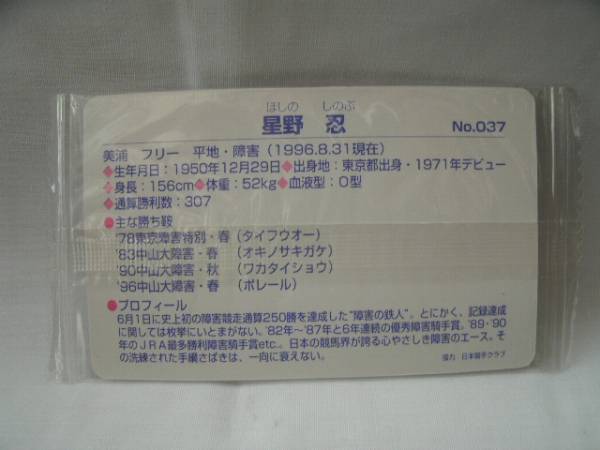 ほしの しのぶ
星野 忍 No.037
美浦 フリー 平地・障害 (1996.8.31現在)
◆生年月日：1950年12月29日◆出身地：東京都出身・1971年デビュー
◆身長：156cm◆体重：52kg◆血液型：O型
◆通算勝利数：307
●主な勝ち鞍
'78東京障害特別・春 (タイフウオー)
'83中山大障害・春 (オキノサキガケ)
'90中山大障害・秋 (ワカタイショウ)
'96中山大障害・春 (ポレール)
●プロフィール
6月1日に史上初の障害競走通算250勝を達成した"障害の鉄人"。とにかく、記録達成
に関しては枚挙にいとまがない。'82年〜'87年と6年連続の優秀障害騎手賞。'89・90
年のJRA最多勝利障害騎手賞etc.。日本の競馬界が誇る心やさしき障害のエース。そ
の洗練された手綱さばきは、一向に衰えない。
協力 日本騎手クラブ